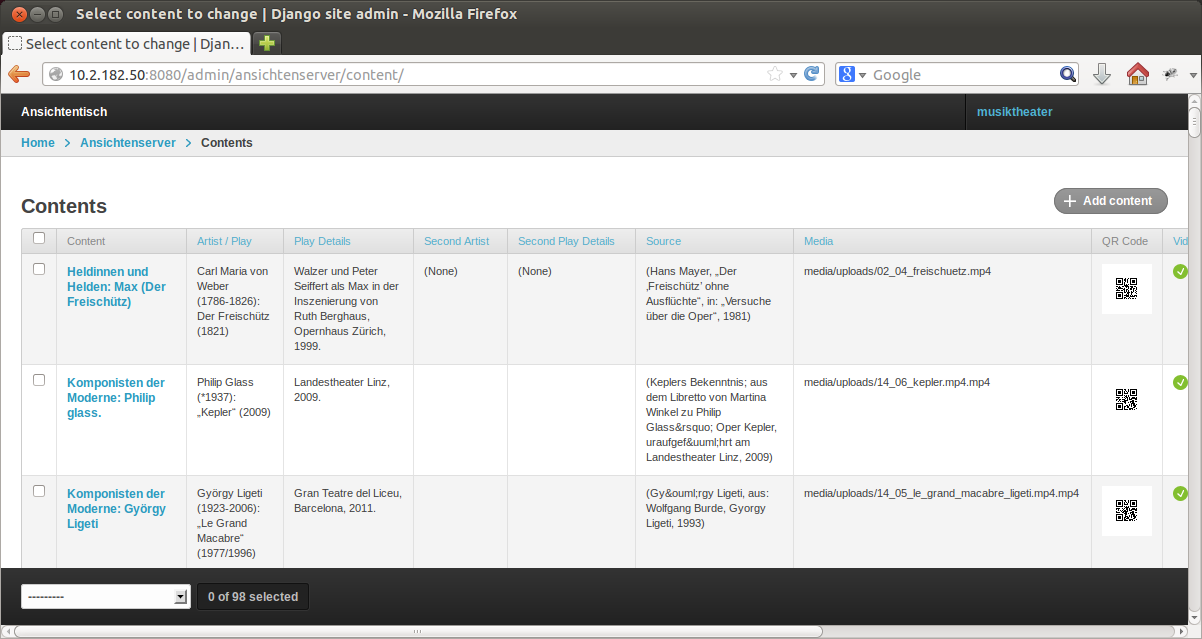 Select content to change | Django site admin - Mozilla Firefox
Select content to change | Djan...
10.2.182.50:8080/admin/ansichtenserver/content/
Google
Ansichtentisch
musiktheater
Home > Ansichtenserver > Contents
Contents
+ Add content
Content
Artist / Play
Play Details
Second Artist
Second Play Details
Source
Media
QR Code
Vid
Heldinnen und
Helden: Max (Der
Freischütz)
Carl Maria von
Weber
(1786-1826):
Der Freischütz
(1821)
Walzer und Peter
Seiffert als Max in der
Inszenierung von
Ruth Berghaus,
Opernhaus Zürich,
1999.
(None)
(None)
(Hans Mayer, „Der
‚Freischütz’ ohne
Ausflüchte“, in: „Versuche
über die Oper“, 1981)
media/uploads/02_04_freischuetz.mp4
Komponisten der
Moderne: Philip
glass.
Philip Glass
(*1937):
„Kepler“ (2009)
Landestheater Linz,
2009.
(Keplers Bekenntnis; aus
dem Libretto von Martina
Winkel zu Philip
Glass&rsquo; Oper Kepler,
uraufgef&uuml;hrt am
Landestheater Linz, 2009)
media/uploads/14_06_kepler.mp4.mp4
Komponisten der
Moderne: György
Ligeti
György Ligeti
(1923-2006):
„Le Grand
Macabre“
(1977/1996)
Gran Teatre del Liceu,
Barcelona, 2011.
(Gy&ouml;rgy Ligeti, aus:
Wolfgang Burde, Gyorgy
Ligeti, 1993)
media/uploads/14_05_le_grand_macabre_ligeti.mp4.mp4
---------
0 of 98 selected